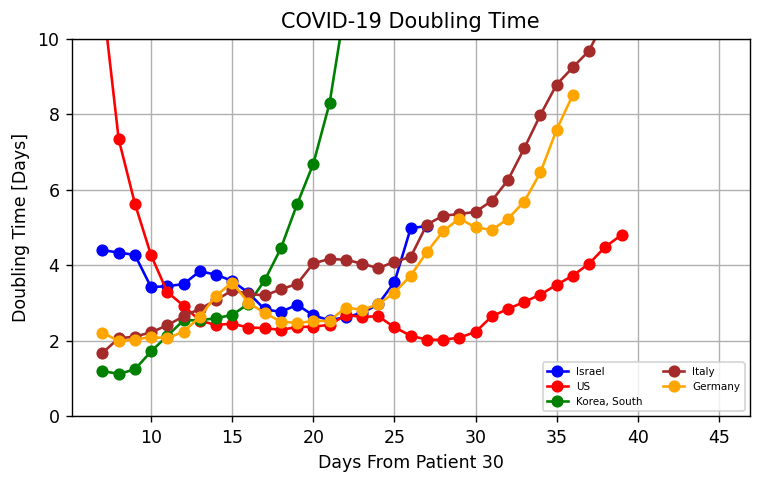 COVID-19 Doubling Time
Doubling Time [Days]
10
8
6
4
2
0
10 15 20 25 30 35 40 45
Days From Patient 30
Israel
US
Korea, South
Italy
Germany